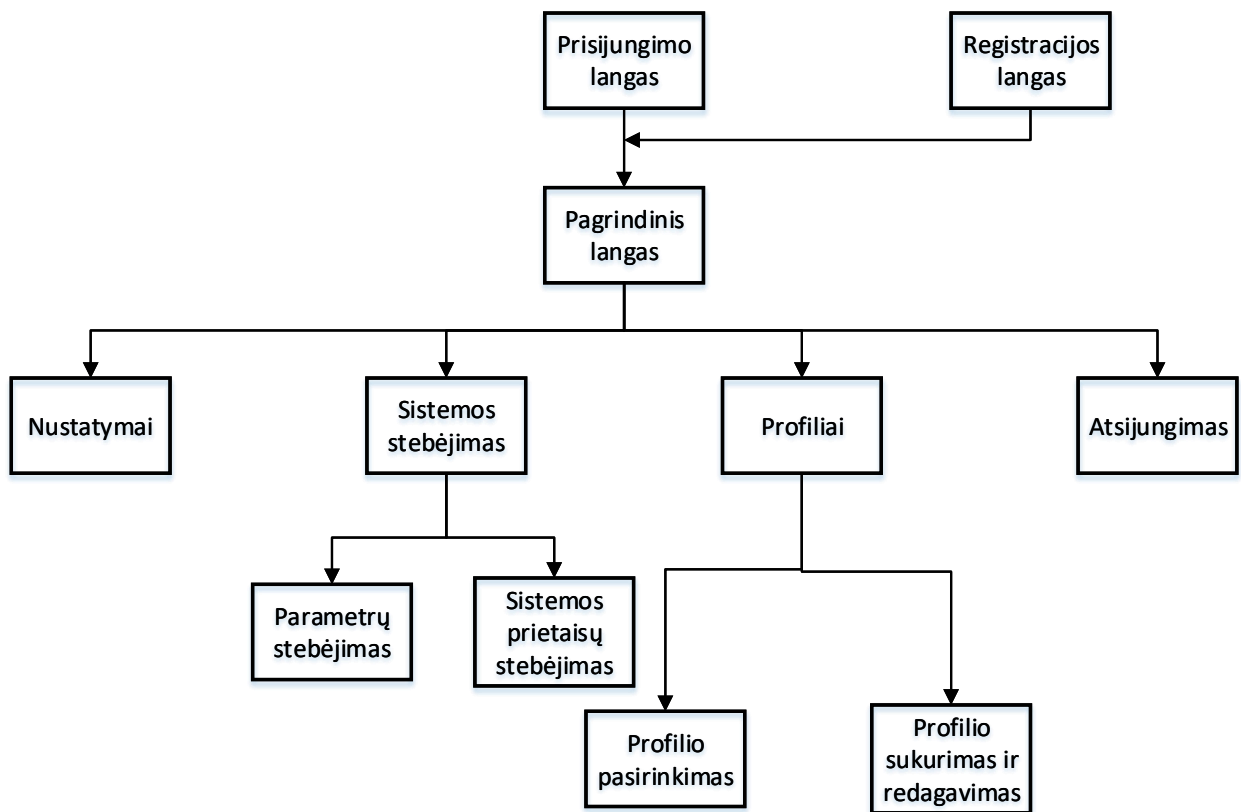 Prisijungimo
langas
Registracijos
langas
Pagrindinis
langas
Nustatymai
Sistemos
stebėjimas
Profiliai
Atsijungimas
Parametrų
stebėjimas
Sistemos
prietaisų
stebėjimas
Profilio
pasirinkimas
Profilio
sukurimas ir
redagavimas